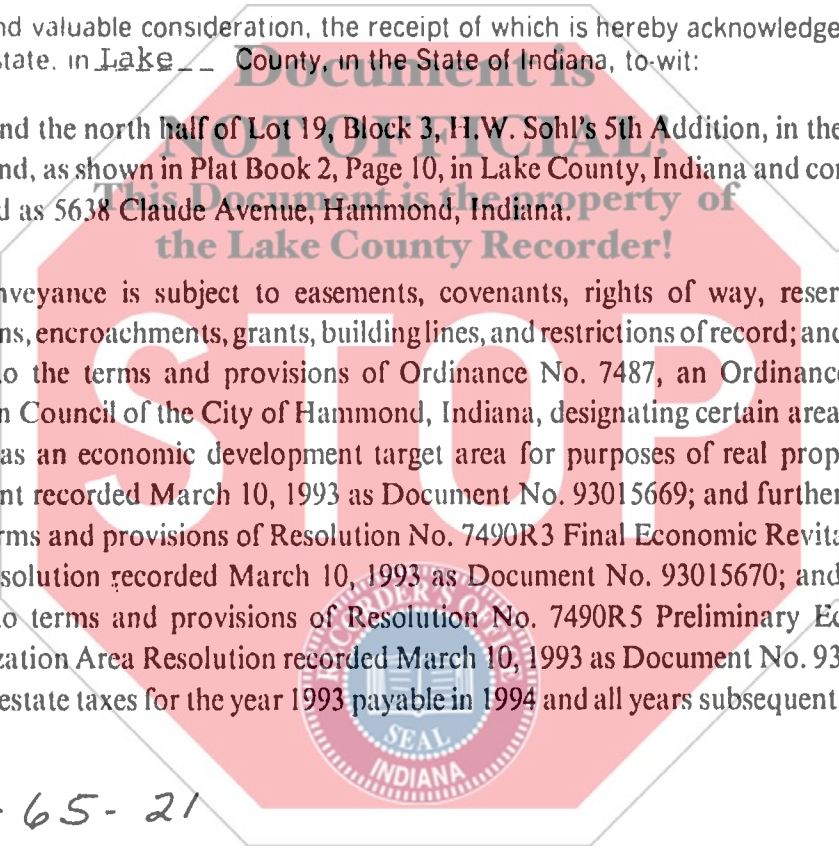 nd valuable consideration, the receipt of which is hereby acknowledge
state. in Lake__ County, in the State of Indiana, to-wit:
Document is
nd the north half of Lot 19, Block 3, H.W. Sohl's 5th Addition, in the
NOT OFFICIAL!
nd, as shown in Plat Book 2, Page 10, in Lake County, Indiana and co
This Document is the property of
d as 5638 Claude Avenue, Hammond, Indiana.
the Lake County Recorder!
nveyance is subject to easements, covenants, rights of way, reser
ns, encroachments, grants, building lines, and restrictions of record; and
o the terms and provisions of Ordinance No. 7487, an Ordinance
n Council of the City of Hammond, Indiana, designating certain area
STOP
as an economic development target area for purposes of real prop
nt recorded March 10, 1993 as Document No. 93015669; and further
rms and provisions of Resolution No. 7490R3 Final Economic Revita
solution recorded March 10, 1993 as Document No. 93015670; and
o terms and provisions of Resolution No. 7490R5 Preliminary Ec
zation Area Resolution recorded March 10, 1993 as Document No. 93
estate taxes for the year 1993 payable in 1994 and all years subsequent
RECORDER'S OFFICE
SEAL
INDIANA
- 65- 21